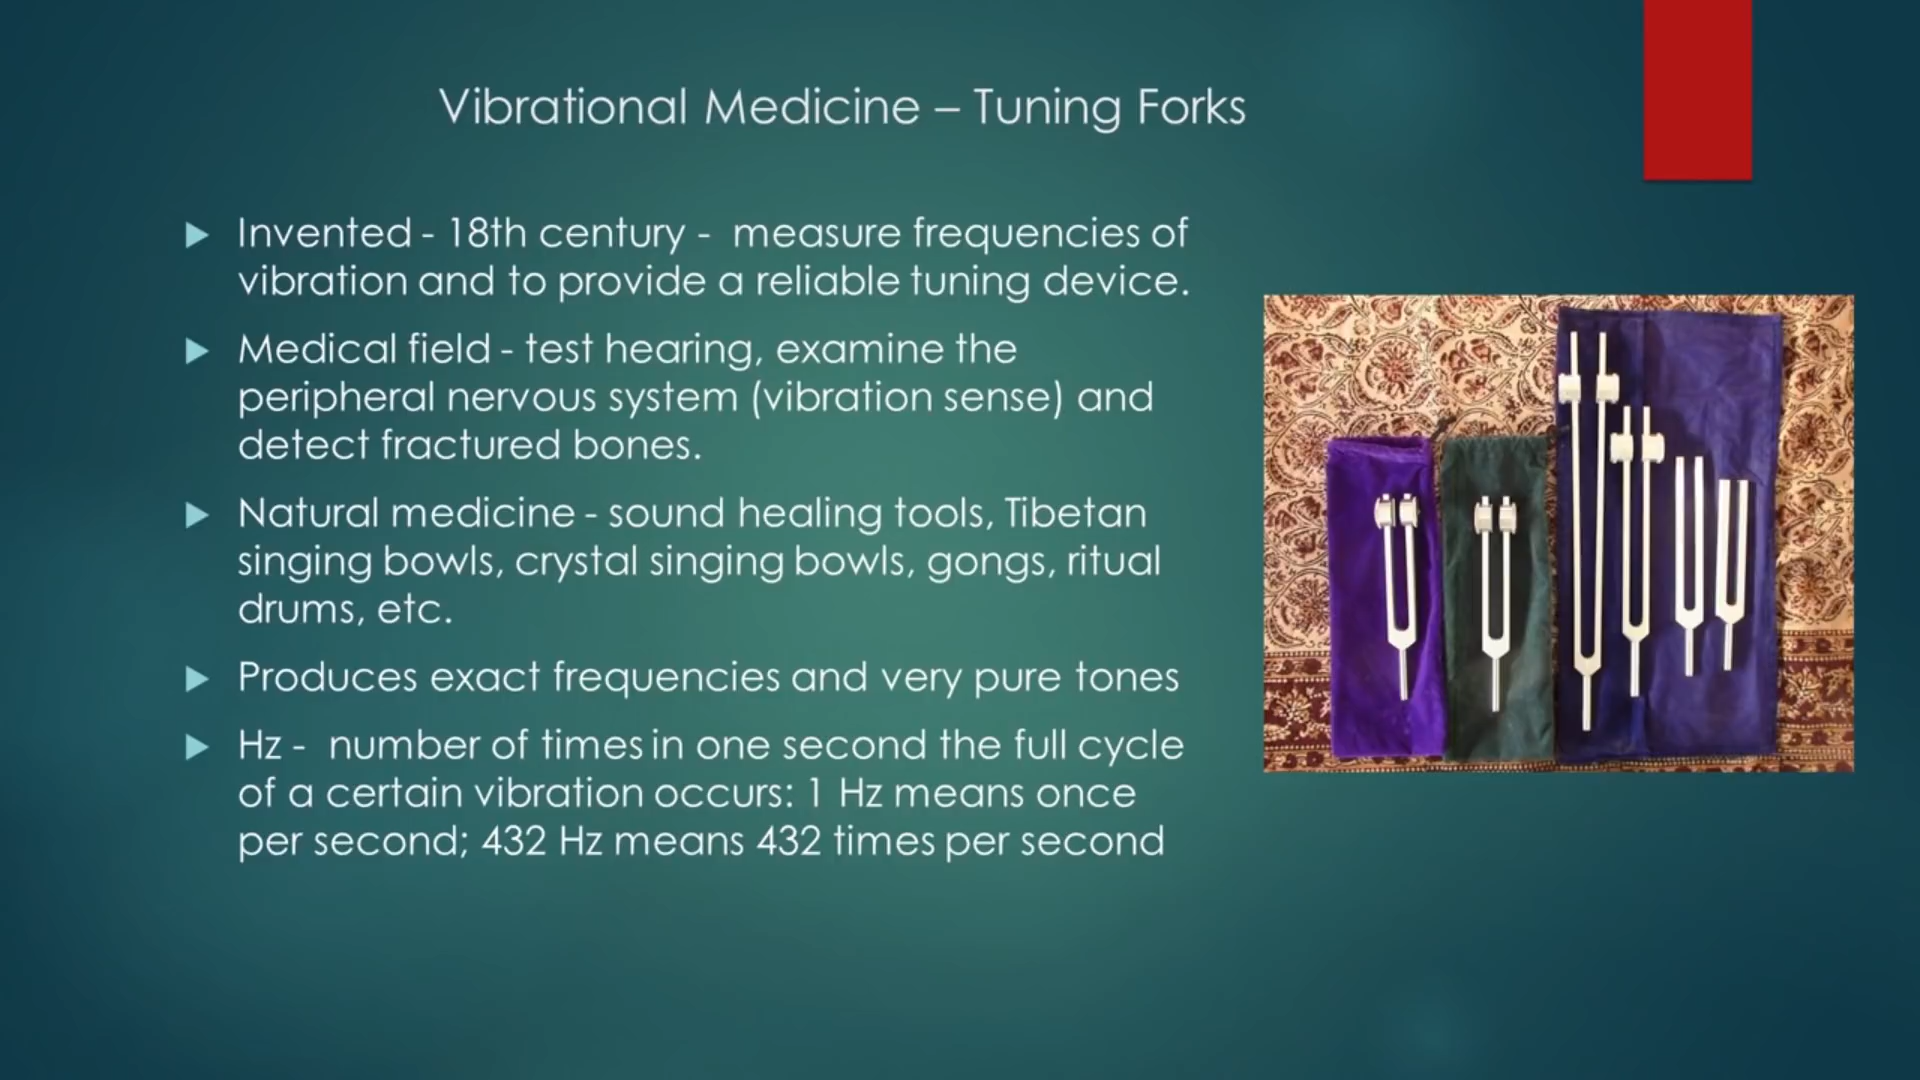 Vibrational Medicine – Tuning Forks
Invented - 18th century -  measure frequencies of
vibration and to provide a reliable tuning device.
Medical field - test hearing, examine the
peripheral nervous system (vibration sense) and
detect fractured bones.
Natural medicine - sound healing tools, Tibetan
singing bowls, crystal singing bowls, gongs, ritual
drums, etc.
Produces exact frequencies and very pure tones
Hz -  number of times in one second the full cycle
of a certain vibration occurs: 1 Hz means once
per second; 432 Hz means 432 times per second